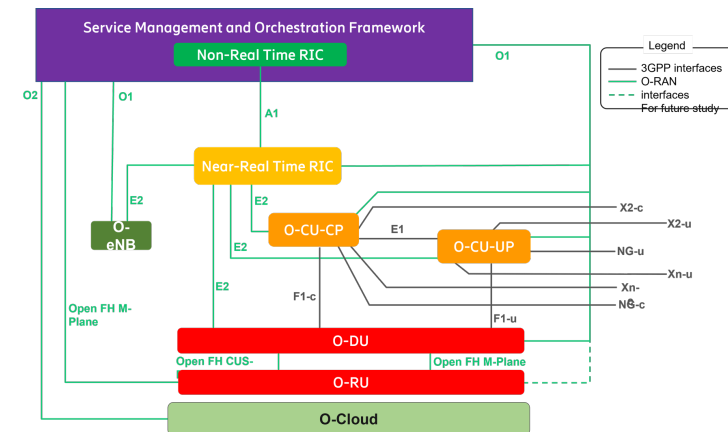 Service Management and Orchestration Framework
Non-Real Time RIC
O1
Legend
3GPP interfaces
O-RAN
interfaces
For future study
O2
O1
A1
Near-Real Time RIC
E2
E2
O-
eNB
O-CU-CP
E1
O-CU-UP
X2-c
X2-u
NG-u
Xn-u
Xn-
NG-c
E2
E2
F1-c
F1-u
Open FH M-
Plane
O-DU
Open FH CUS-
Open FH M-Plane
O-RU
O-Cloud